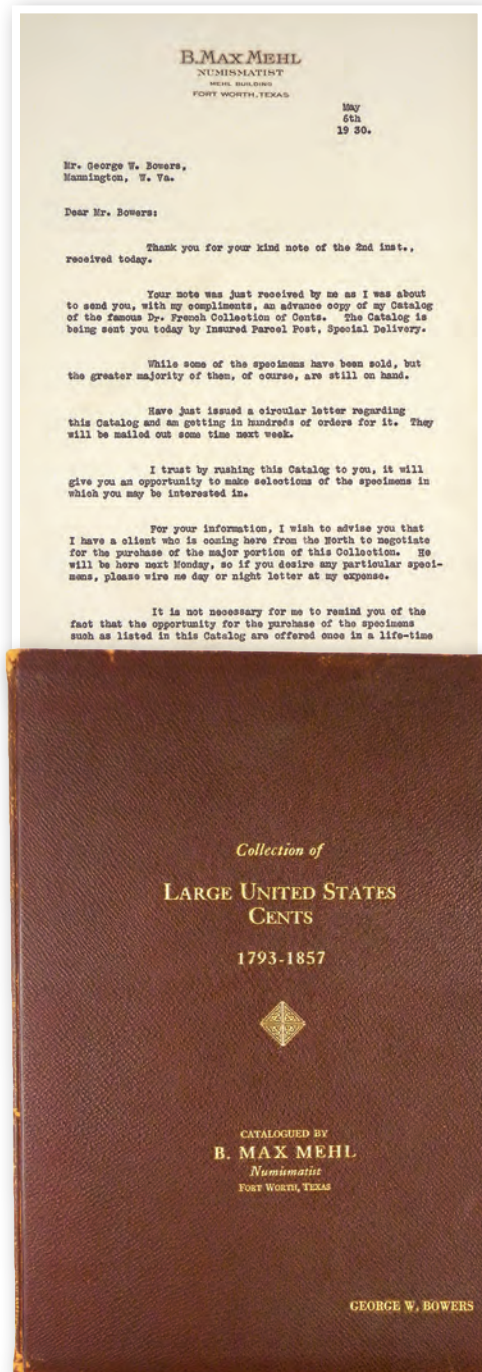 B. MAX MEHL
NUMISMATIST
MEHL BUILDING
FORT WORTH, TEXAS
May
6th
19 30.
Mr. George W. Bowers,
Mannington, W. Va.
Dear Mr. Bowers:
Thank you for your kind note of the 2nd inst.,
received today.
Your note was just received by me as I was about
to send you, with my compliments, an advance copy of my Catalog
of the famous Dr. French Collection of Cents. The Catalog is
being sent you today by Insured Parcel Post, Special Delivery.
While some of the specimens have been sold, but
the greater majority of them, of course, are still on hand.
Have just issued a circular letter regarding
this Catalog and am getting in hundreds of orders for it. They
will be mailed out some time next week.
I trust by rushing this Catalog to you, it will
give you an opportunity to make selections of the specimens in
which you may be interested in.
For your information, I wish to advise you that
I have a client who is coming here from the North to negotiate
for the purchase of the major portion of this Collection. He
will be here next Monday, so if you desire any particular speci-
mens, please wire me day or night letter at my expense.
It is not necessary for me to remind you of the
fact that the opportunity for the purchase of the specimens
such as listed in this Catalog are offered once in a life-time
Collection of
LARGE UNITED STATES
CENTS
1793-1857
CATALOGUED BY
B. MAX MEHL
Numismatist
FORT WORTH, TEXAS
GEORGE W. BOWERS